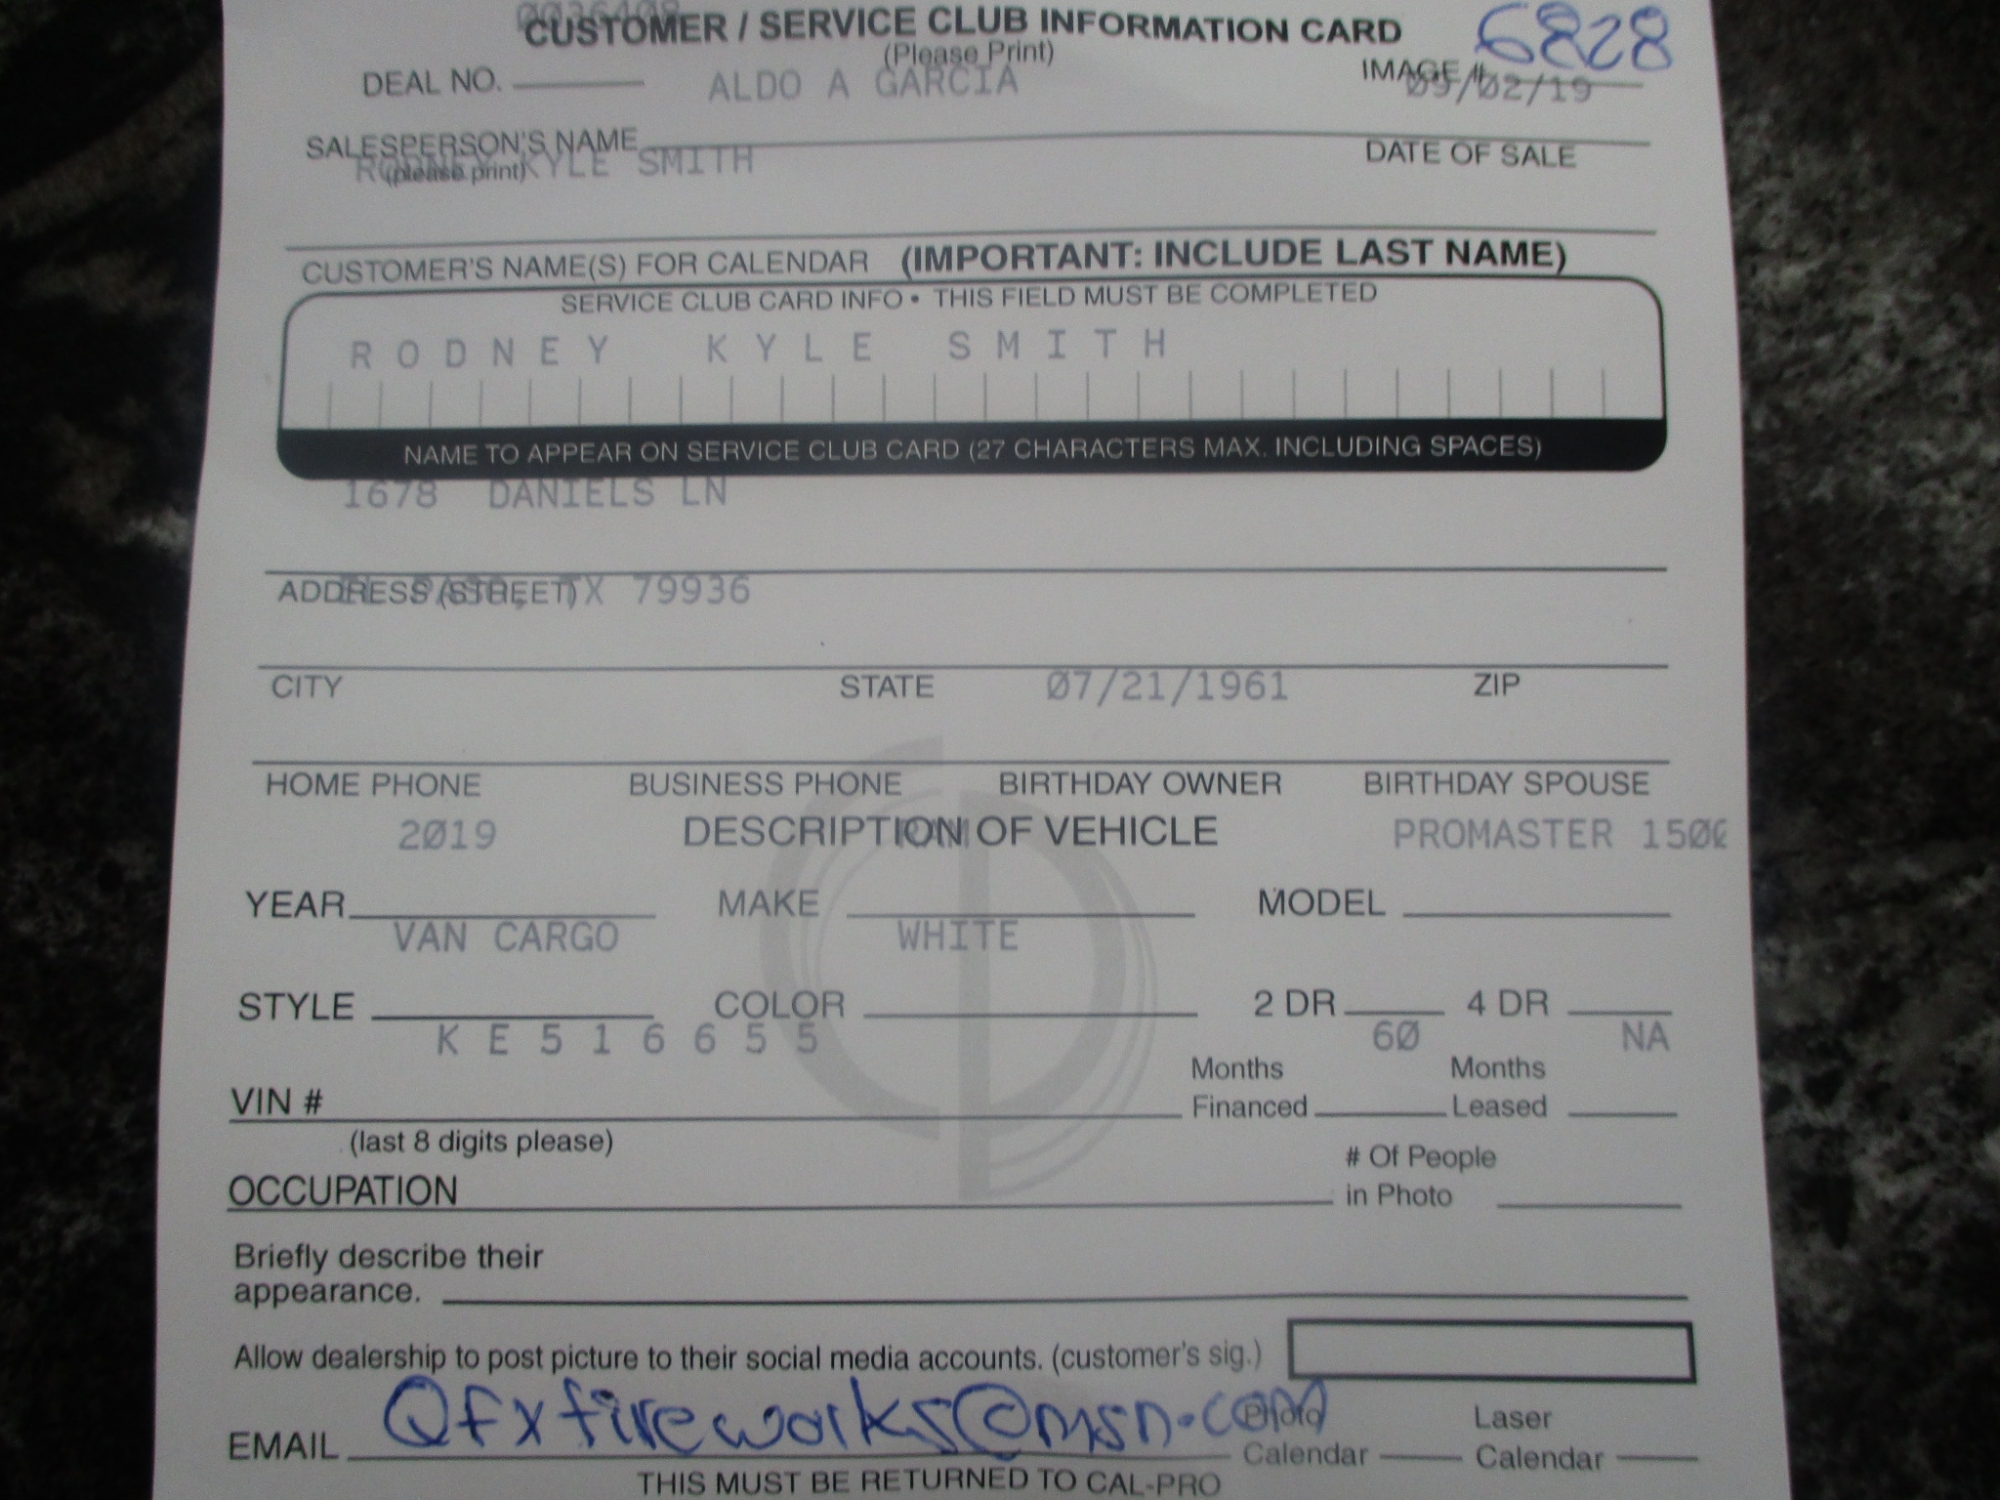 CUSTOMER / SERVICE CLUB INFORMATION CARD
6828
(Please Print)
DEAL NO. ALDO A GARCIA IMAGE # 09/02/19
SALESPERSON'S NAME DATE OF SALE
(please print) RODNEY KYLE SMITH
CUSTOMER'S NAME(S) FOR CALENDAR (IMPORTANT: INCLUDE LAST NAME)
SERVICE CLUB CARD INFO • THIS FIELD MUST BE COMPLETED
RODNEY KYLE SMITH
NAME TO APPEAR ON SERVICE CLUB CARD (27 CHARACTERS MAX. INCLUDING SPACES)
1678 DANIELS LN
ADDRESS (STREET) TX 79936
CITY STATE 07/21/1961 ZIP
HOME PHONE BUSINESS PHONE BIRTHDAY OWNER BIRTHDAY SPOUSE
2019 DESCRIPTION OF VEHICLE PROMASTER 1500
YEAR MAKE MODEL
VAN CARGO WHITE
STYLE COLOR 2 DR 4 DR
K E 5 1 6 6 5 5 60 NA
VIN # Months Financed Months Leased
(last 8 digits please)
OCCUPATION # Of People in Photo
Briefly describe their
appearance.
Allow dealership to post picture to their social media accounts. (customer's sig.)
EMAIL Qfxfireworks@msn.com Photo Calendar Laser Calendar
THIS MUST BE RETURNED TO CAL-PRO